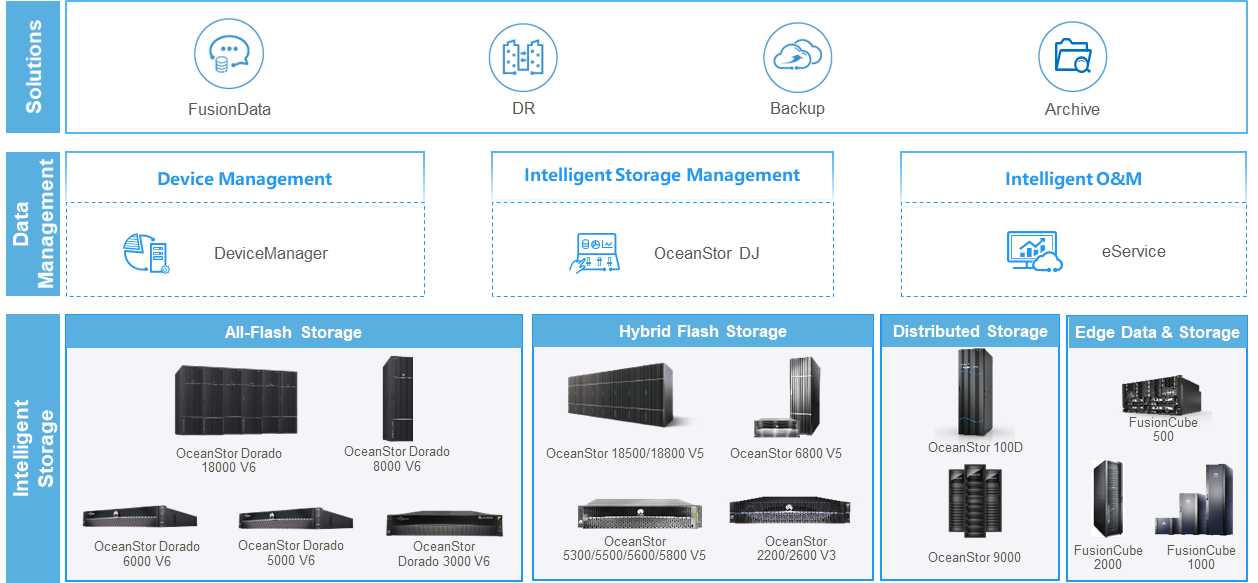 Solutions
FusionData
DR
Backup
Archive
Data
Management
Device Management
Intelligent Storage Management
Intelligent O&M
DeviceManager
OceanStor DJ
eService
Intelligent
Storage
All-Flash Storage
OceanStor Dorado
18000 V6
OceanStor Dorado
8000 V6
OceanStor Dorado
6000 V6
OceanStor Dorado
5000 V6
OceanStor
Dorado 3000 V6
Hybrid Flash Storage
OceanStor 18500/18800 V5
OceanStor 6800 V5
OceanStor
5300/5500/5600/5800 V5
OceanStor
2200/2600 V3
Distributed Storage
OceanStor 100D
OceanStor 9000
Edge Data & Storage
FusionCube
500
FusionCube
2000
FusionCube
1000